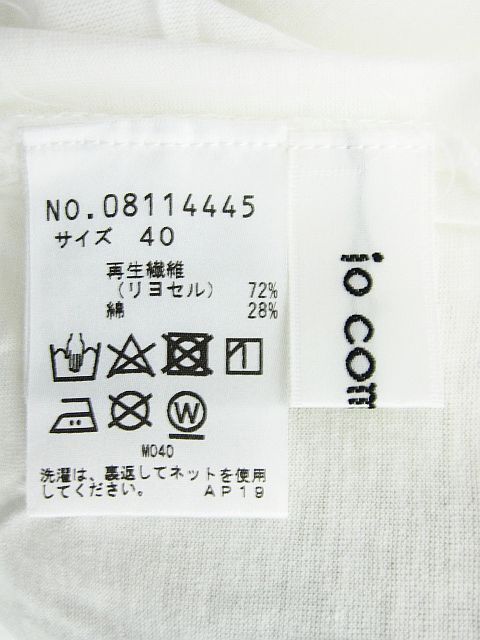 NO.08114445
サイズ 40
再生繊維
(リヨセル) 72%
綿 28%
W
M040
洗濯は、裏返してネットを使用
してください。 AP19
io com